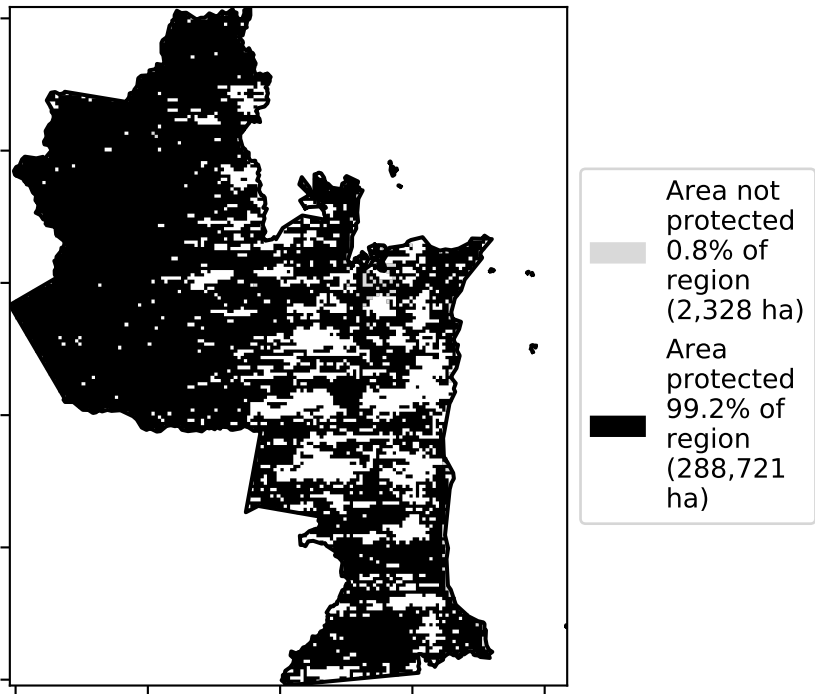 Area not
protected
0.8% of
region
(2,328 ha)
Area
protected
99.2% of
region
(288,721
ha)